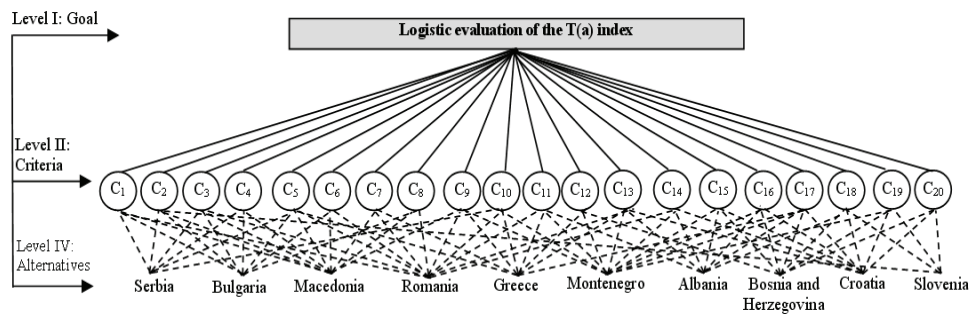 Level I: Goal
Logistic evaluation of the T(a) index
Level II:
Criteria
C1 C2 C3 C4 C5 C6 C7 C8 C9 C10 C11 C12 C13 C14 C15 C16 C17 C18 C19 C20
Level IV:
Alternatives
Serbia Bulgaria Macedonia Romania Greece Montenegro Albania Bosnia and Croatia Slovenia
Herzegovina